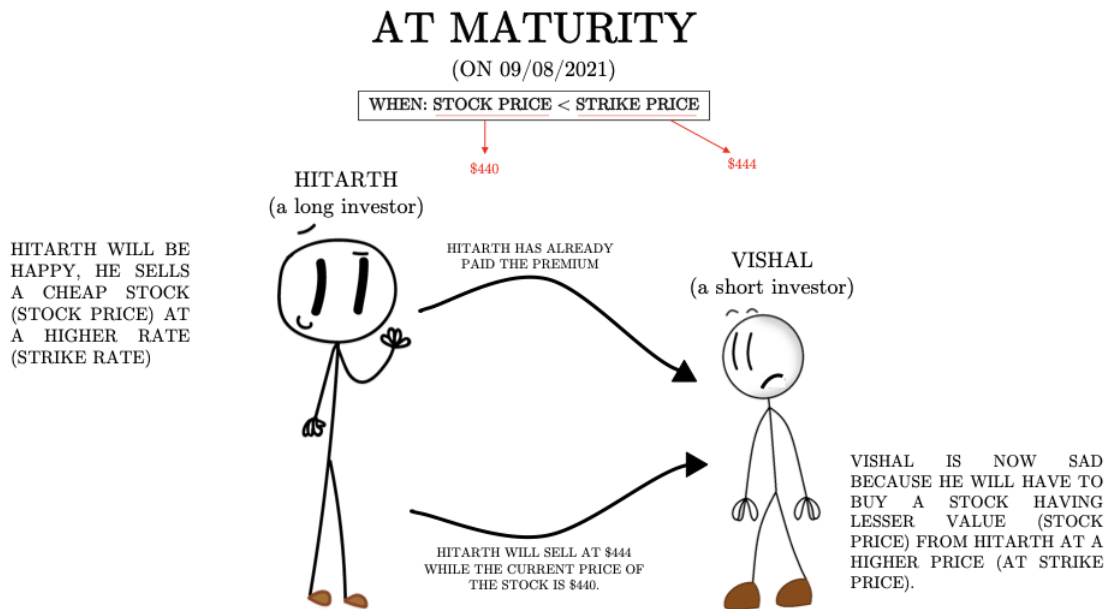 AT MATURITY
(ON 09/08/2021)
WHEN: STOCK PRICE < STRIKE PRICE
$440
$444
HITARTH
(a long investor)
HITARTH WILL BE
HAPPY, HE SELLS
A CHEAP STOCK
(STOCK PRICE) AT
A HIGHER RATE
(STRIKE RATE)
HITARTH HAS ALREADY
PAID THE PREMIUM
VISHAL
(a short investor)
HITARTH WILL SELL AT $444
WHILE THE CURRENT PRICE OF
THE STOCK IS $440.
VISHAL IS NOW SAD
BECAUSE HE WILL HAVE TO
BUY A STOCK HAVING
LESSER VALUE (STOCK
PRICE) FROM HITARTH AT A
HIGHER PRICE (AT STRIKE
PRICE).